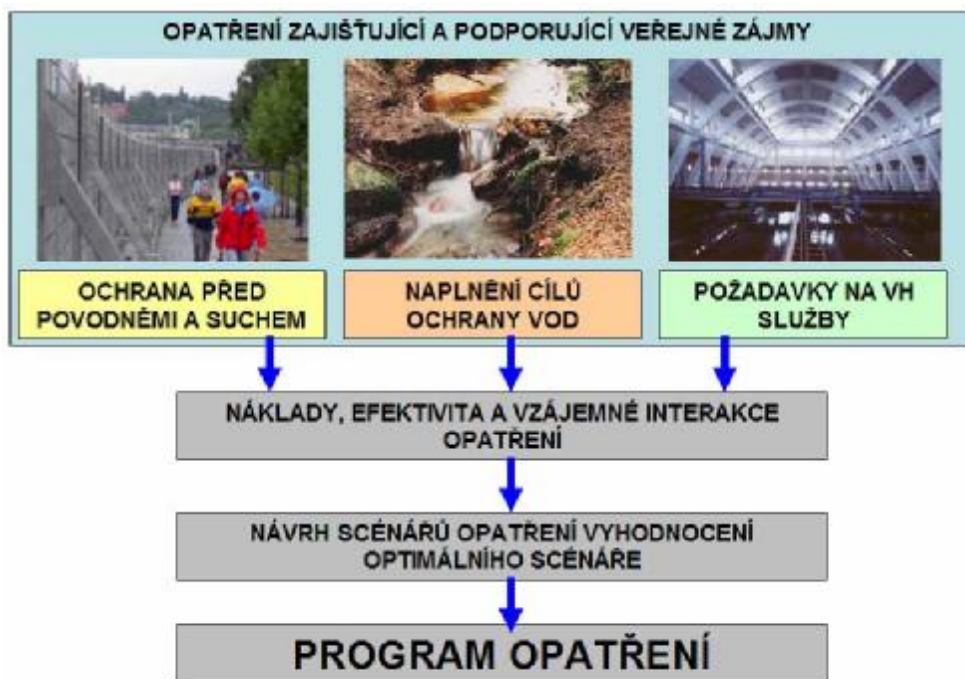 OPATŘENÍ ZAJIŠŤUJÍCÍ A PODPORUJÍCÍ VEŘEJNÉ ZÁJMY
OCHRANA PŘED
POVODNĚMI A SUCHEM
NAPLNĚNÍ CÍLŮ
OCHRANY VOD
POŽADAVKY NA VH
SLUŽBY
NÁKLADY, EFEKTIVITA A VZÁJEMNÉ INTERAKCE
OPATŘENÍ
NÁVRH SCÉNÁŘŮ OPATŘENÍ VYHODNOCENÍ
OPTIMÁLNÍHO SCÉNÁŘE
PROGRAM OPATŘENÍ